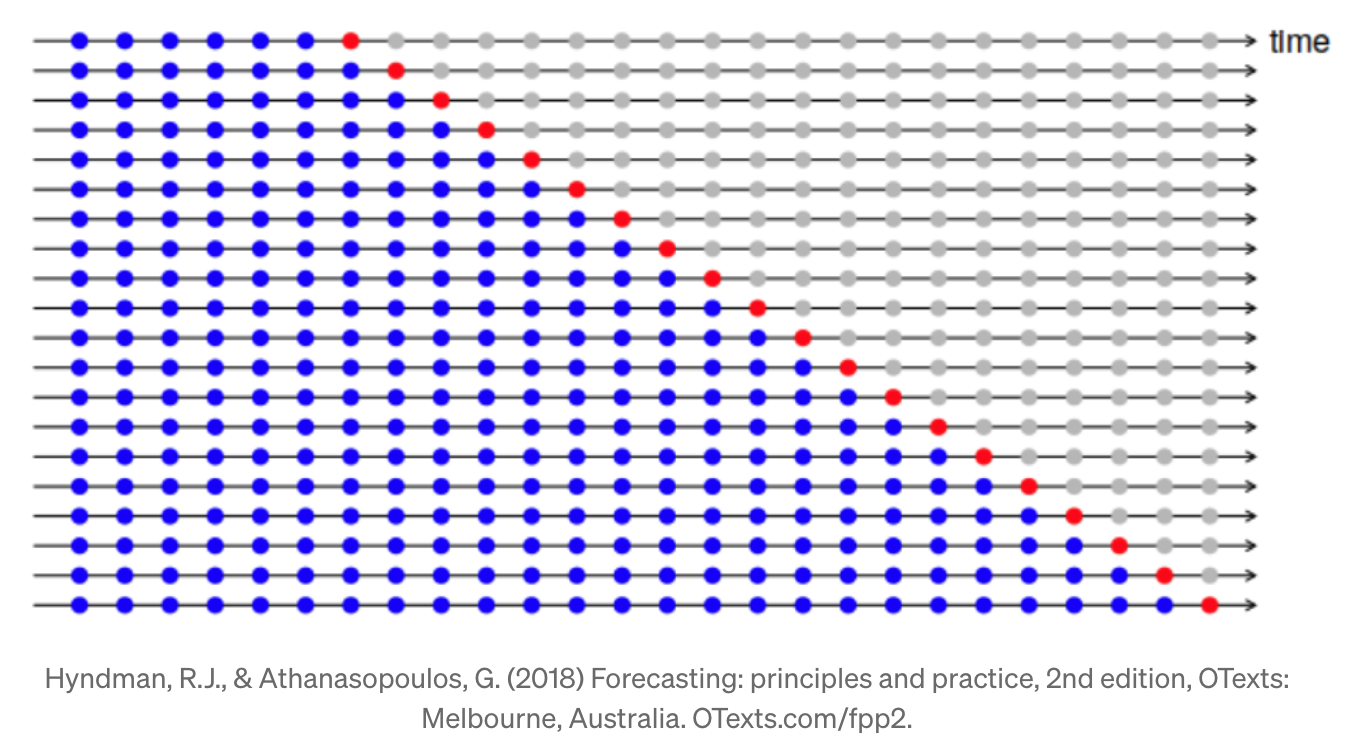 time
Hyndman, R.J., & Athanasopoulos, G. (2018) Forecasting: principles and practice, 2nd edition, OTexts:
Melbourne, Australia. OTexts.com/fpp2.